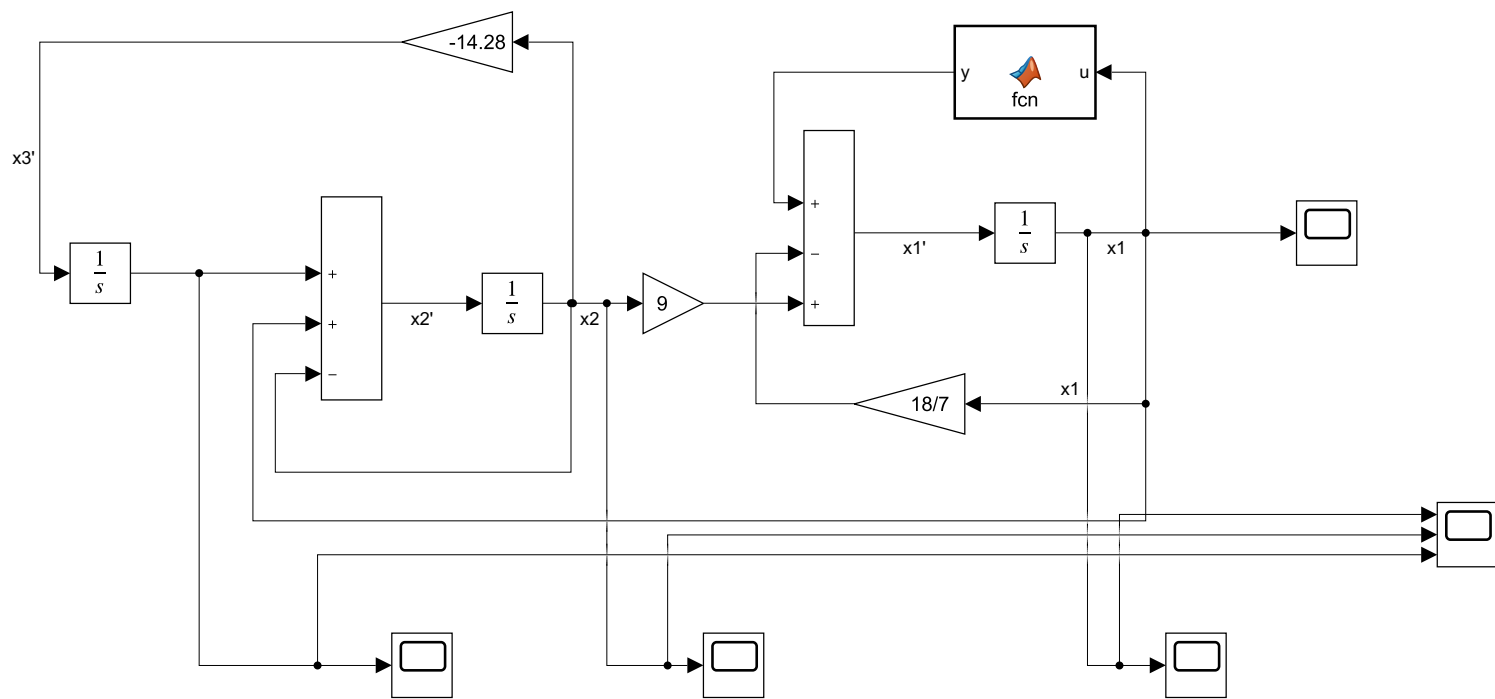 -14.28
y
u
fcn
x3'
+
1
s
x1'
x1
−
1
s
+
9
+
x2'
1
s
x2
+
−
18/7
x1